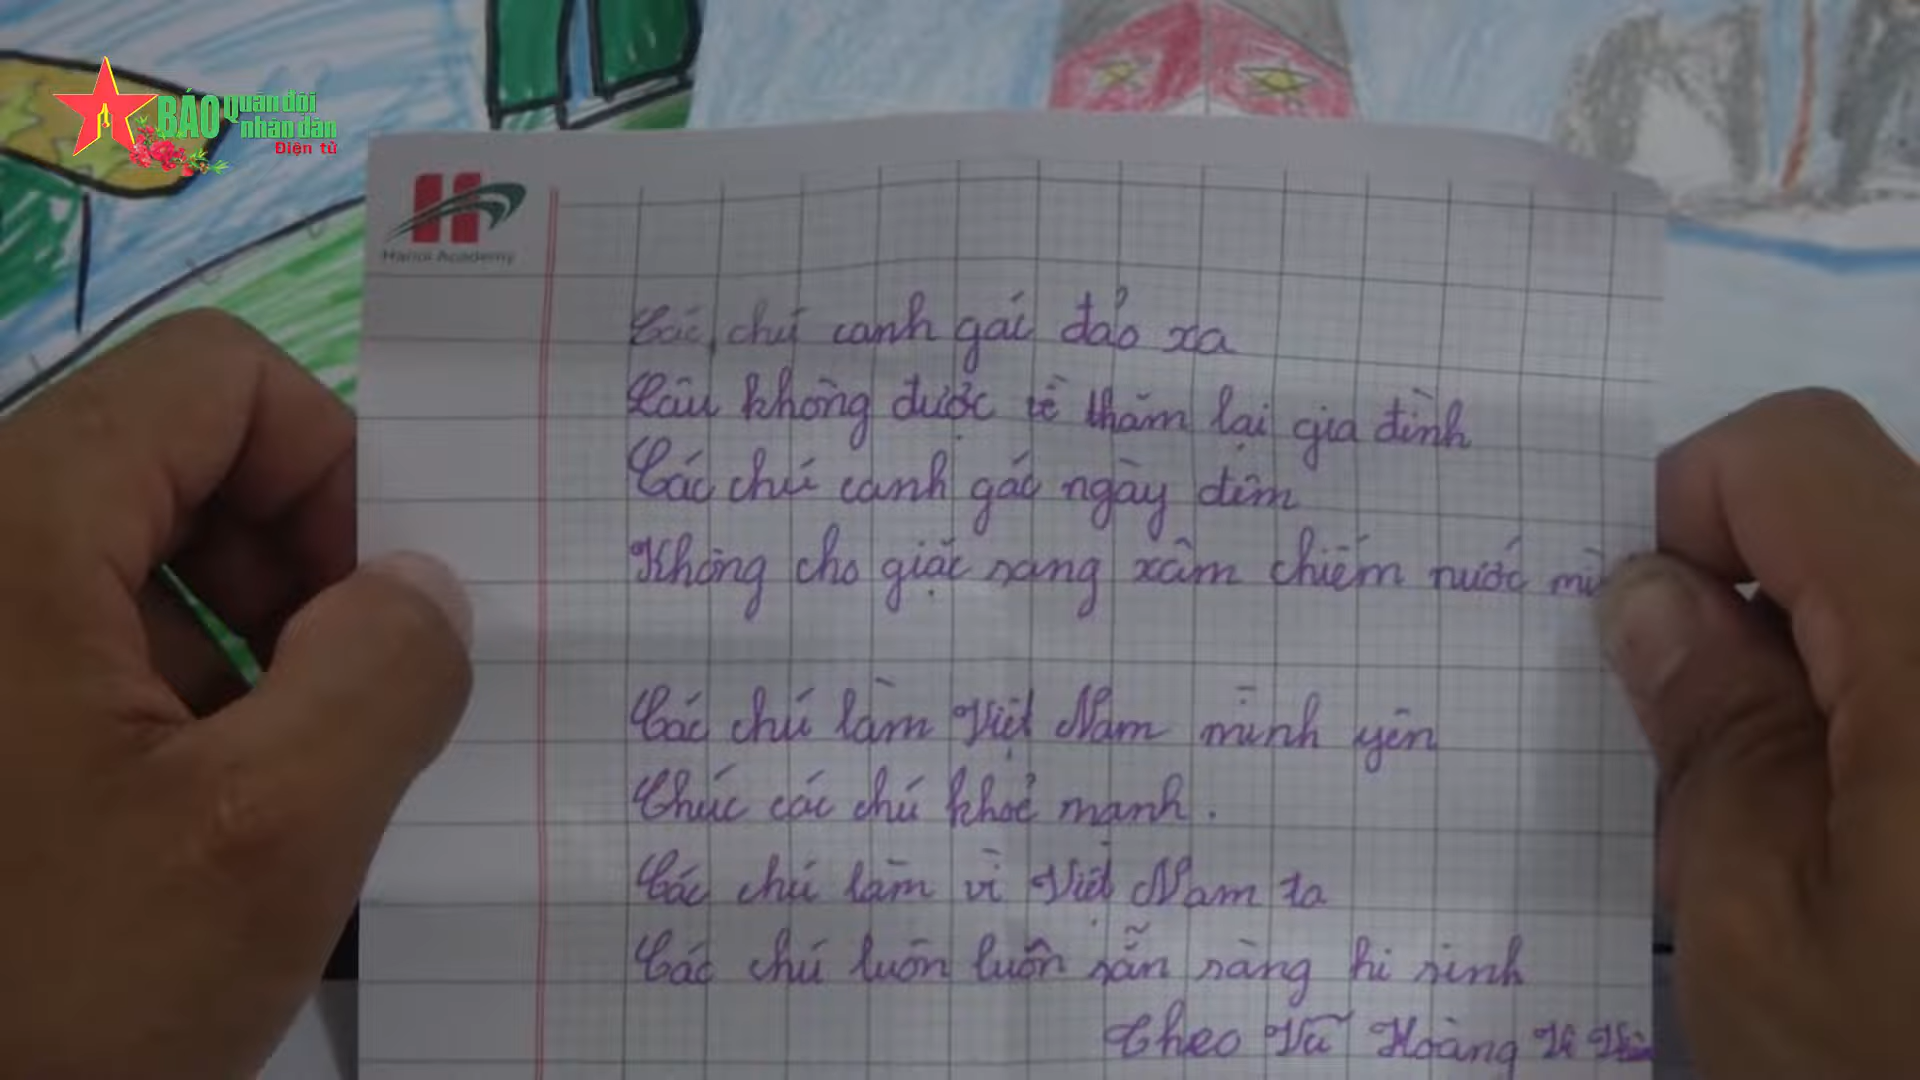 BÁO Quân đội
nhân dân
Điện tử
Hanoi Academy
Các chú canh gác đảo xa
Lâu không được về thăm lại gia đình
Các chú canh gác ngày đêm
Không cho giặc sang xâm chiếm nước
Các chú làm Việt Nam mình yên
Chúc các chú khoẻ mạnh.
Các chú làm vì Việt Nam ta
Các chú luôn luôn sẵn sàng hi sinh
Theo Vũ Hoàng